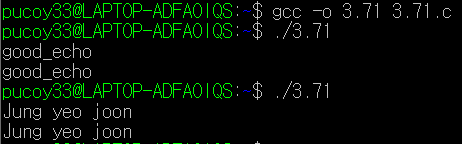 pucoy33@LAPTOP-ADFA0IQS:~$ gcc -o 3.71 3.71.c
pucoy33@LAPTOP-ADFA0IQS:~$ ./3.71
good_echo
good_echo
pucoy33@LAPTOP-ADFA0IQS:~$ ./3.71
Jung yeo joon
Jung yeo joon